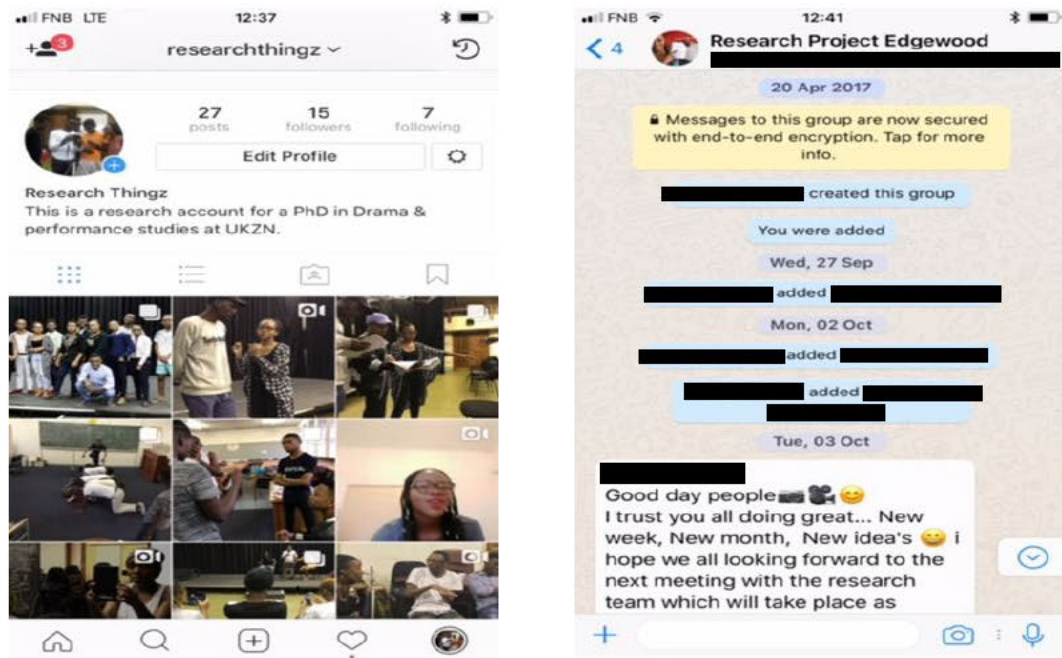 FNB LTE 12:37
3
researchthingz
27 15 7
posts followers following
Edit Profile
Research Thingz
This is a research account for a PhD in Drama &
performance studies at UKZN.
FNB 12:41
4 Research Project Edgewood
20 Apr 2017
Messages to this group are now secured
with end-to-end encryption. Tap for more
info.
created this group
You were added
Wed, 27 Sep
added
Mon, 02 Oct
added
added
Tue, 03 Oct
Good day people📷🎥😊
I trust you all doing great... New
week, New month, New idea's 😄 i
hope we all looking forward to the
next meeting with the research
team which will take place as